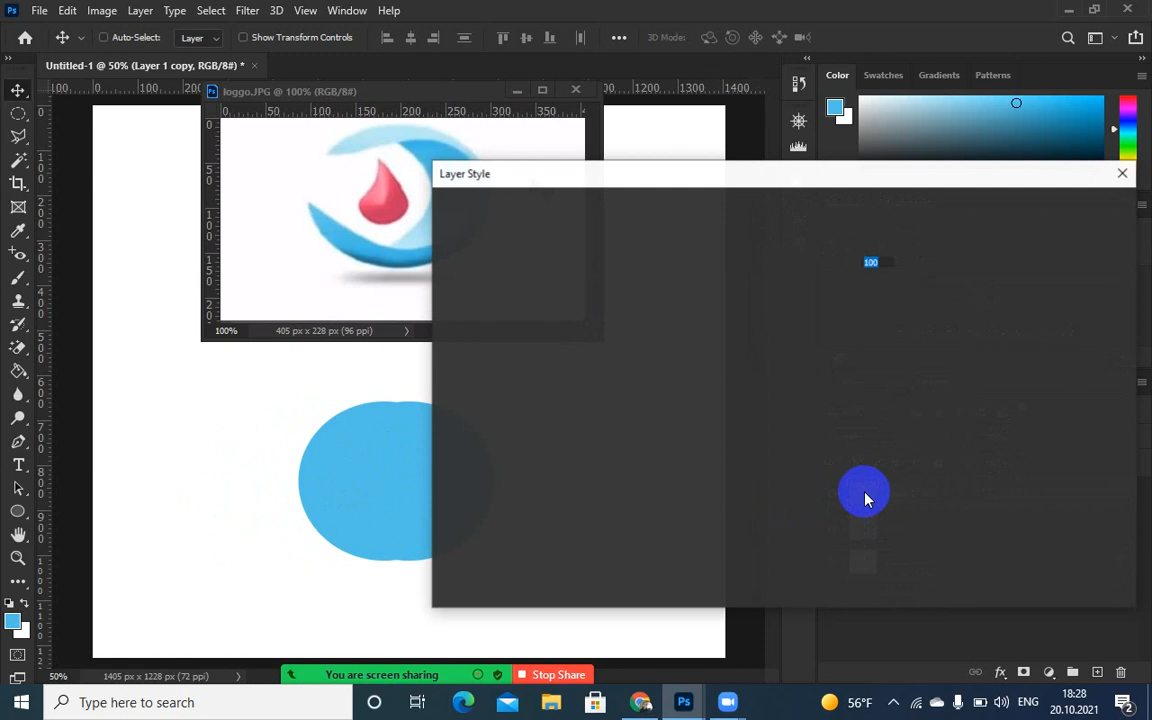 Ps File Edit Image Layer Type Select Filter 3D View Window Help
Auto-Select: Layer Show Transform Controls 3D Mode:
Untitled-1 @ 50% (Layer 1 copy, RGB/8#) *
Color Swatches Gradients Patterns
loggo.JPG @ 100% (RGB/8#)
0 50 100 150 200 250 300 350
1200 1300 1400
Layer Style
100
100% 405 px x 228 px (96 ppi)
50% 1405 px x 1228 px (72 ppi)
fx
You are screen sharing Stop Share
Type here to search
56°F ENG
18:28
20.10.2021
2